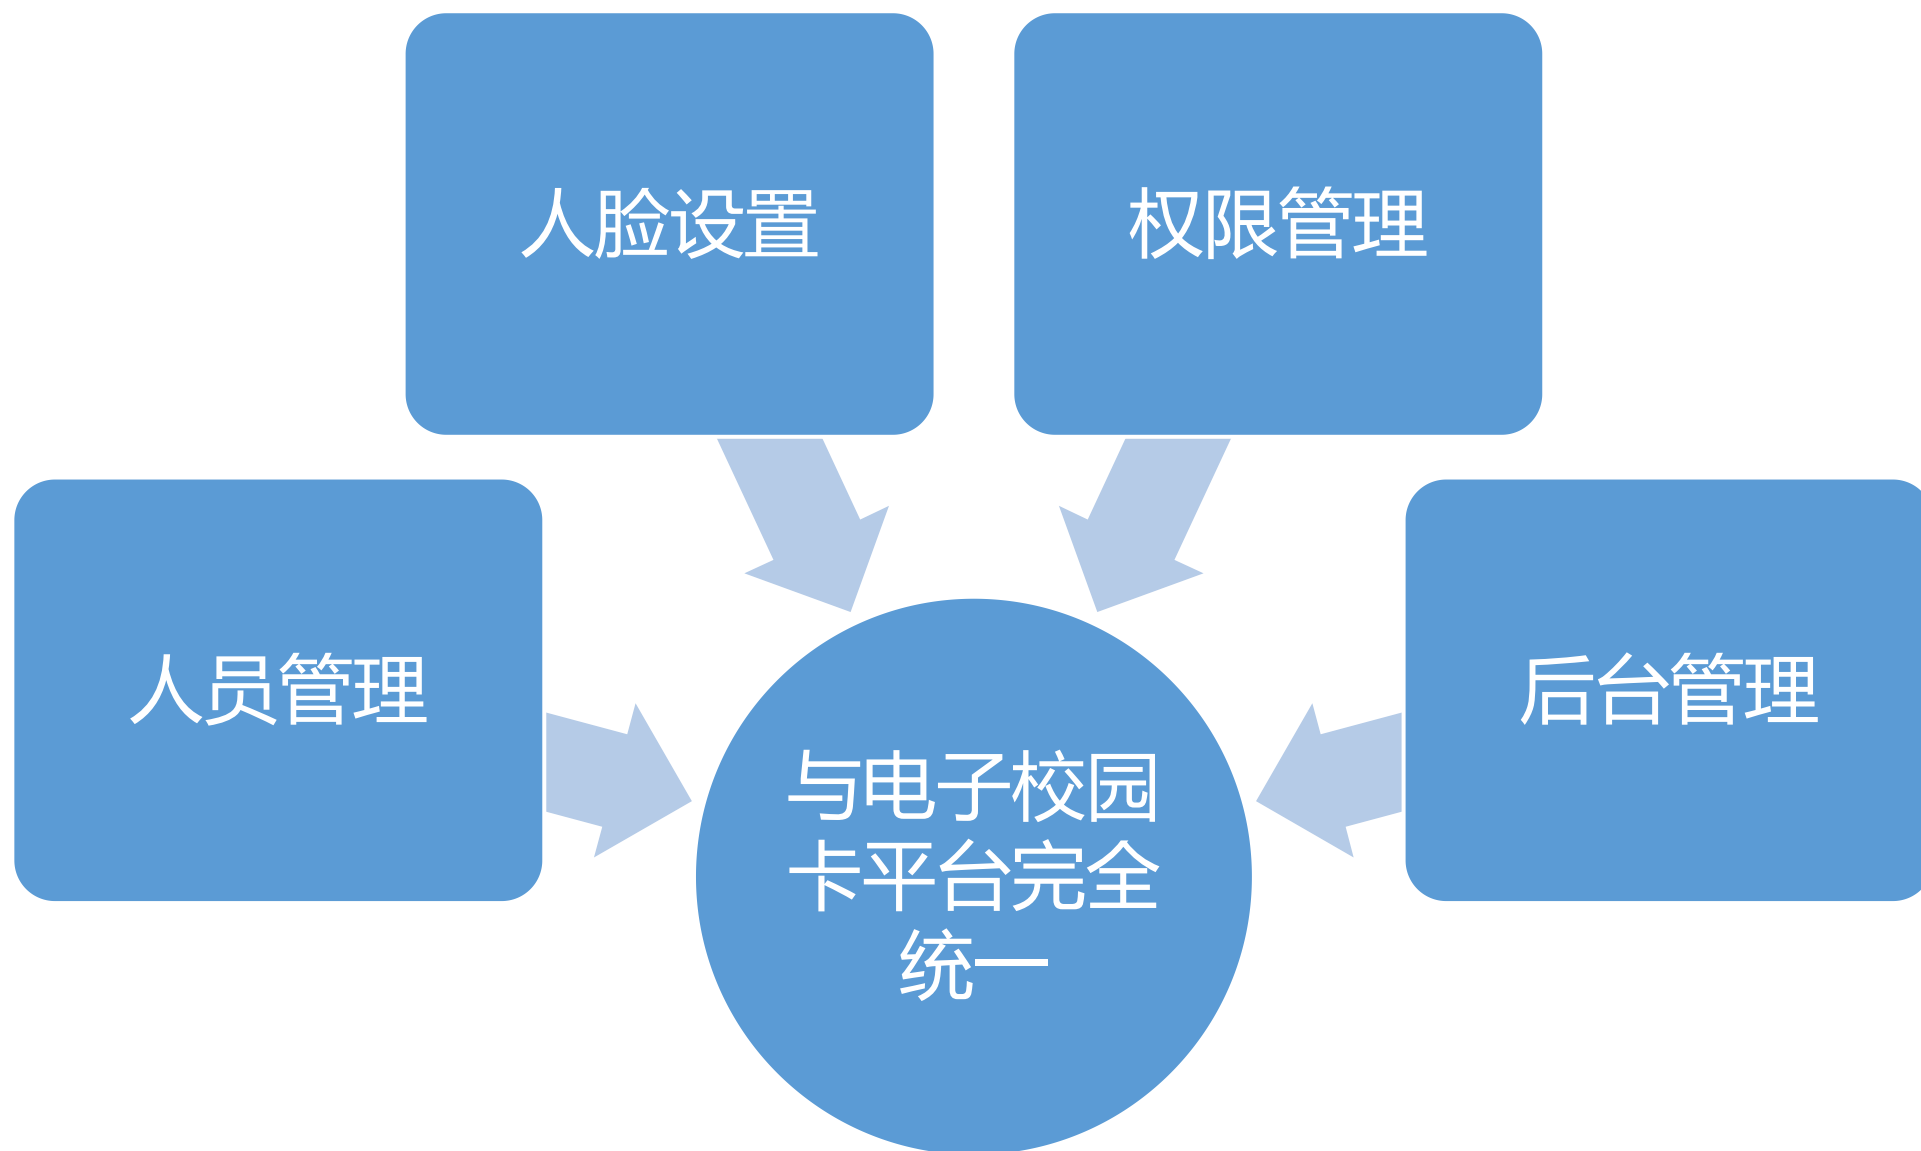 人脸设置
权限管理
人员管理
后台管理
与电子校园
卡平台完全
统一